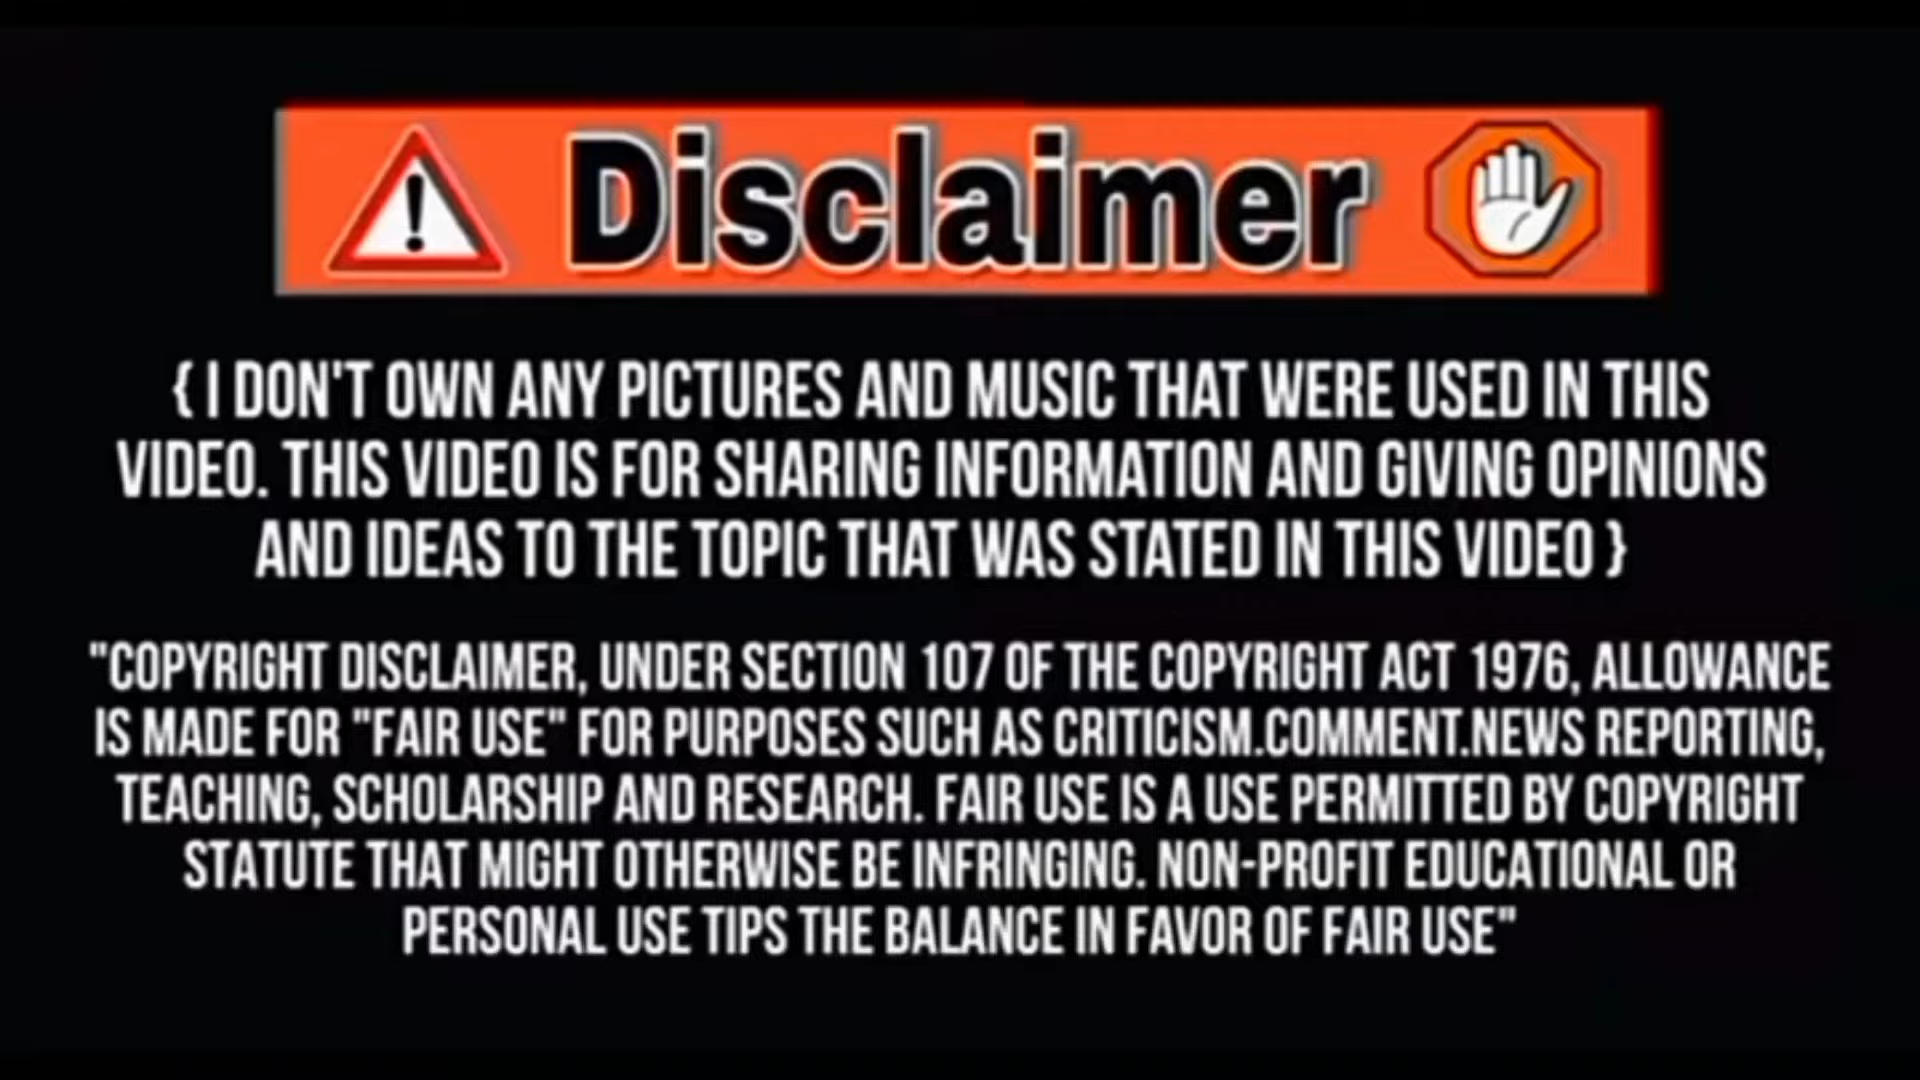 Disclaimer
{ I DON'T OWN ANY PICTURES AND MUSIC THAT WERE USED IN THIS
VIDEO. THIS VIDEO IS FOR SHARING INFORMATION AND GIVING OPINIONS
AND IDEAS TO THE TOPIC THAT WAS STATED IN THIS VIDEO }
"COPYRIGHT DISCLAIMER, UNDER SECTION 107 OF THE COPYRIGHT ACT 1976, ALLOWANCE
IS MADE FOR "FAIR USE" FOR PURPOSES SUCH AS CRITICISM.COMMENT.NEWS REPORTING,
TEACHING, SCHOLARSHIP AND RESEARCH. FAIR USE IS A USE PERMITTED BY COPYRIGHT
STATUTE THAT MIGHT OTHERWISE BE INFRINGING. NON-PROFIT EDUCATIONAL OR
PERSONAL USE TIPS THE BALANCE IN FAVOR OF FAIR USE"